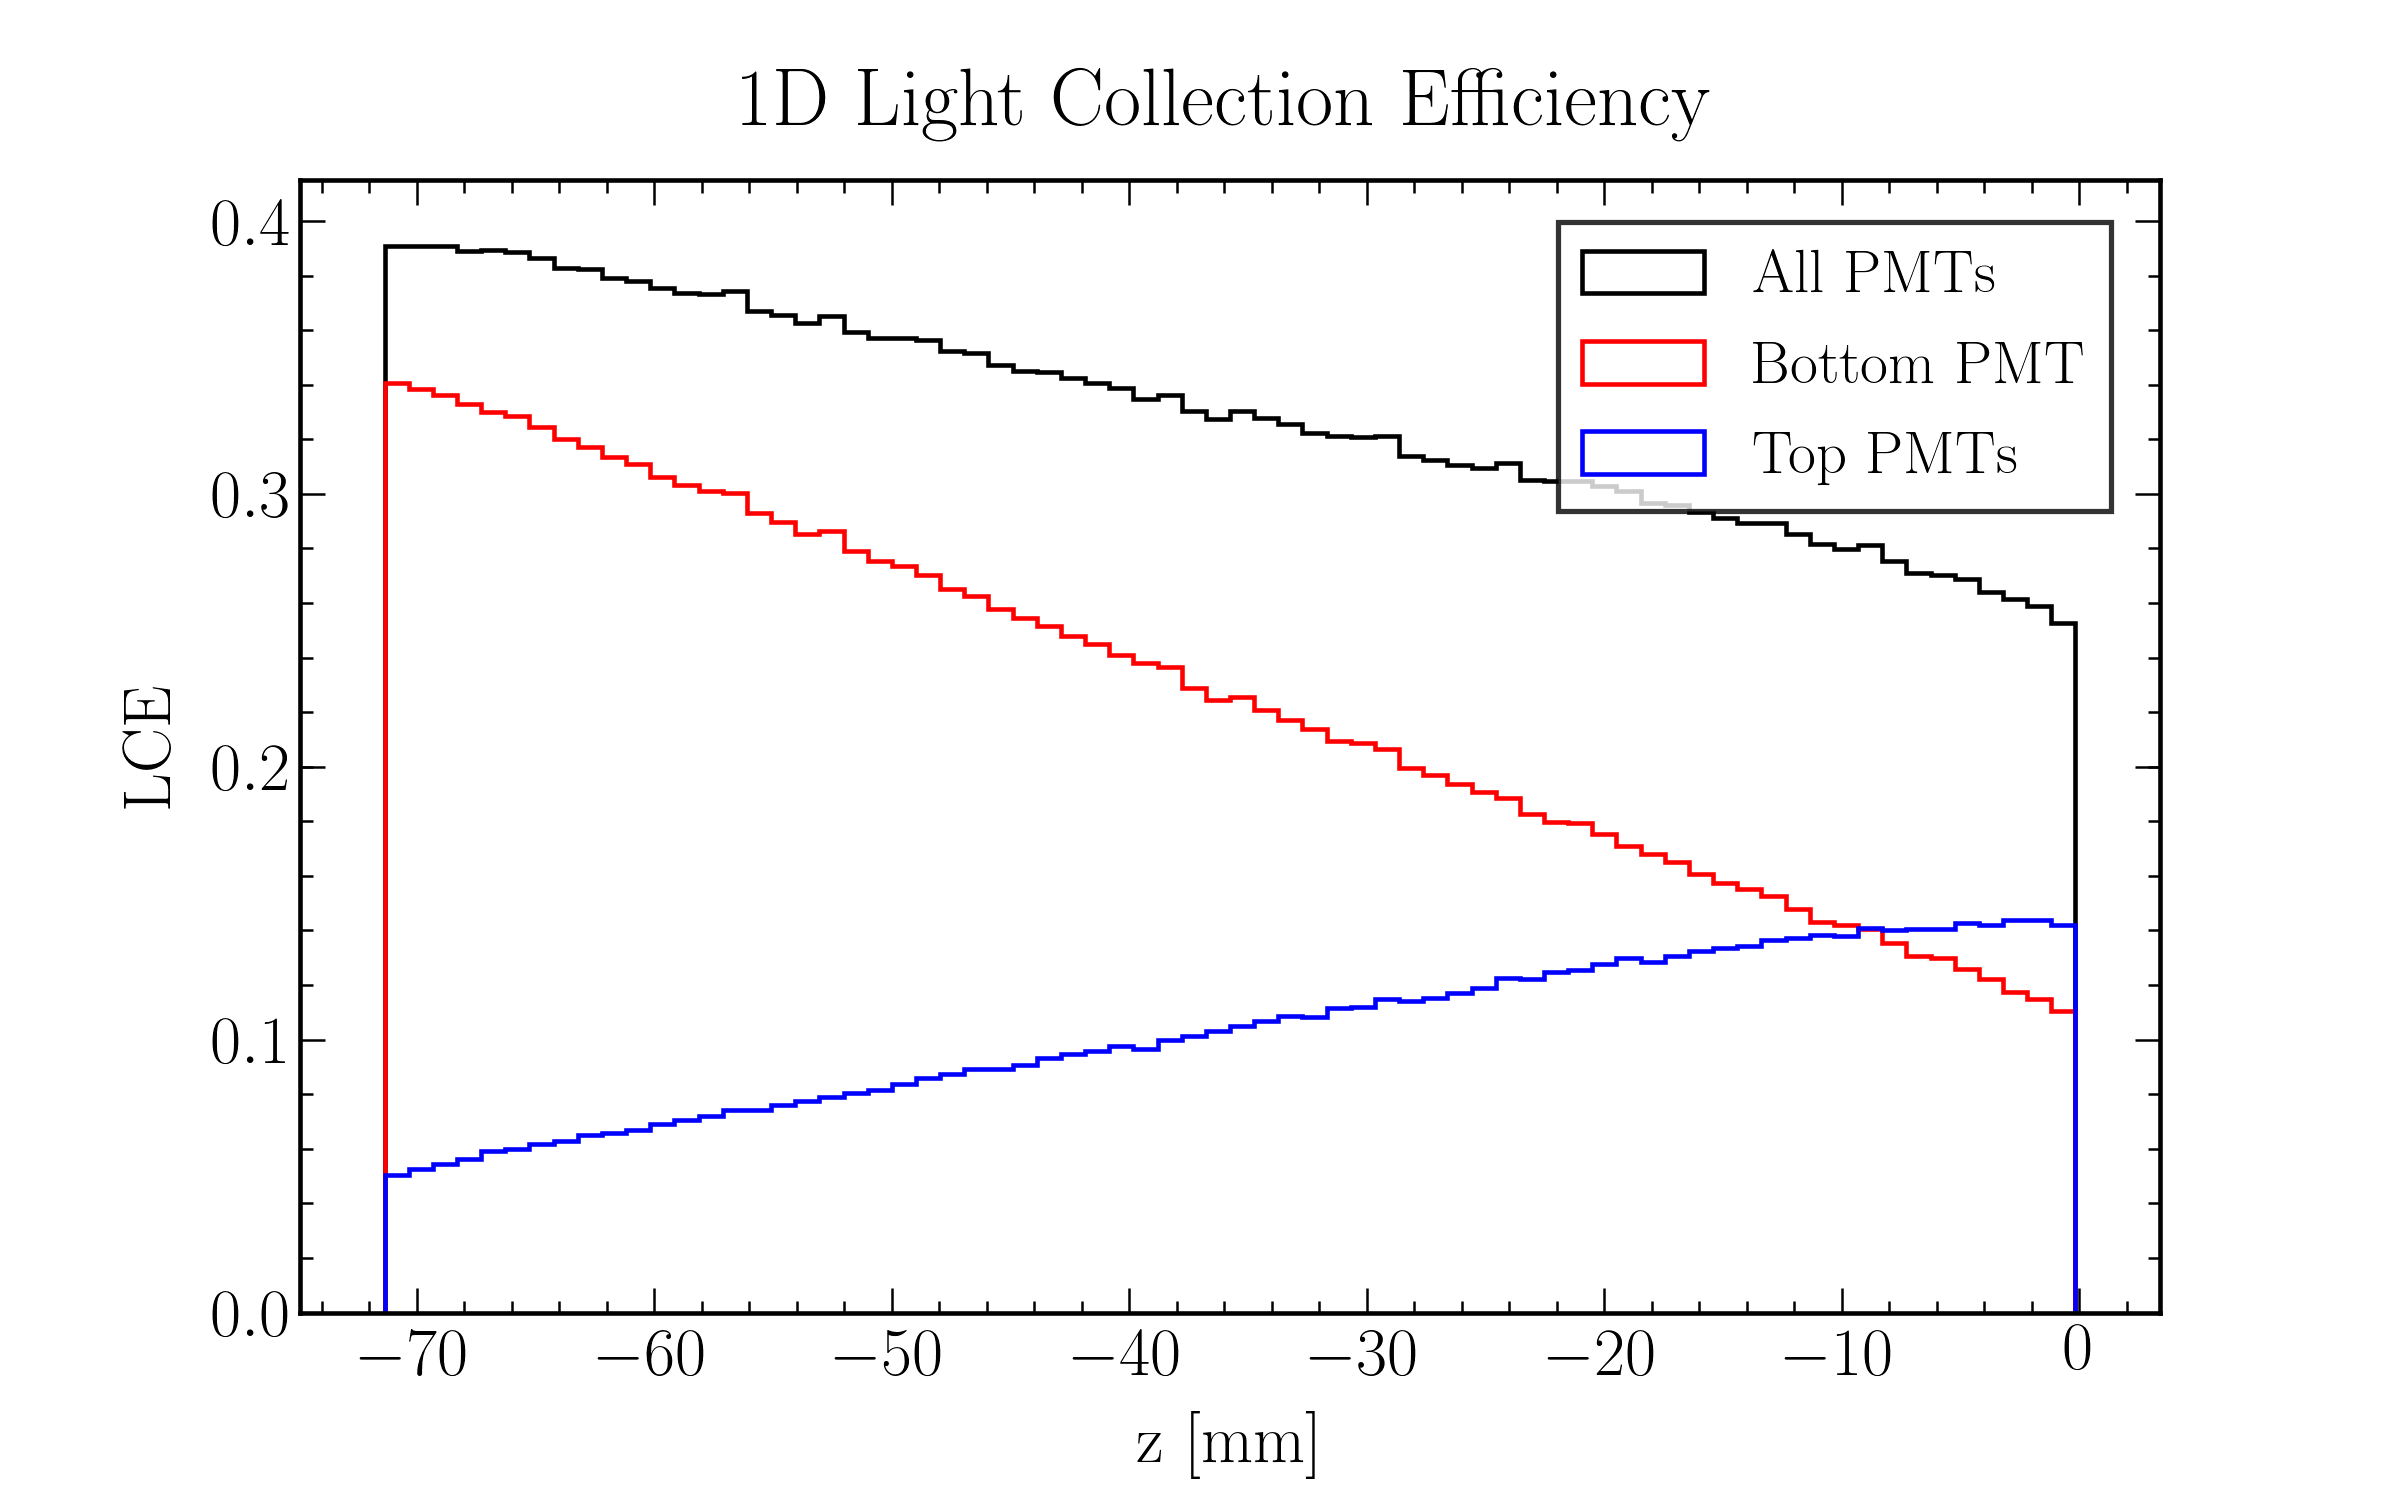 1D Light Collection Efficiency
LCE
0.4
0.3
0.2
0.1
0.0
All PMTs
Bottom PMT
Top PMTs
−70 −60 −50 −40 −30 −20 −10 0
z [mm]